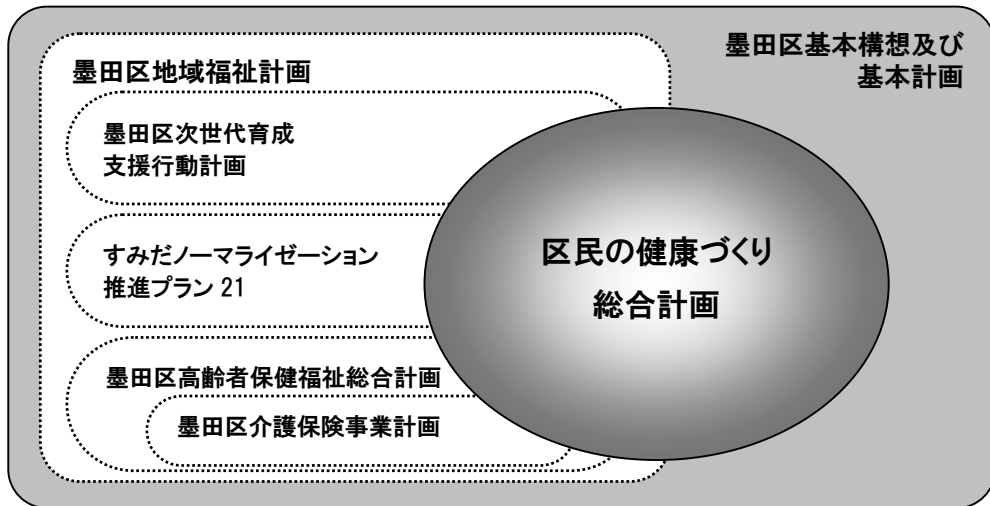 墨田区基本構想及び
基本計画
墨田区地域福祉計画
墨田区次世代育成
支援行動計画
すみだノーマライゼーション
推進プラン 21
墨田区高齢者保健福祉総合計画
墨田区介護保険事業計画
区民の健康づくり
総合計画